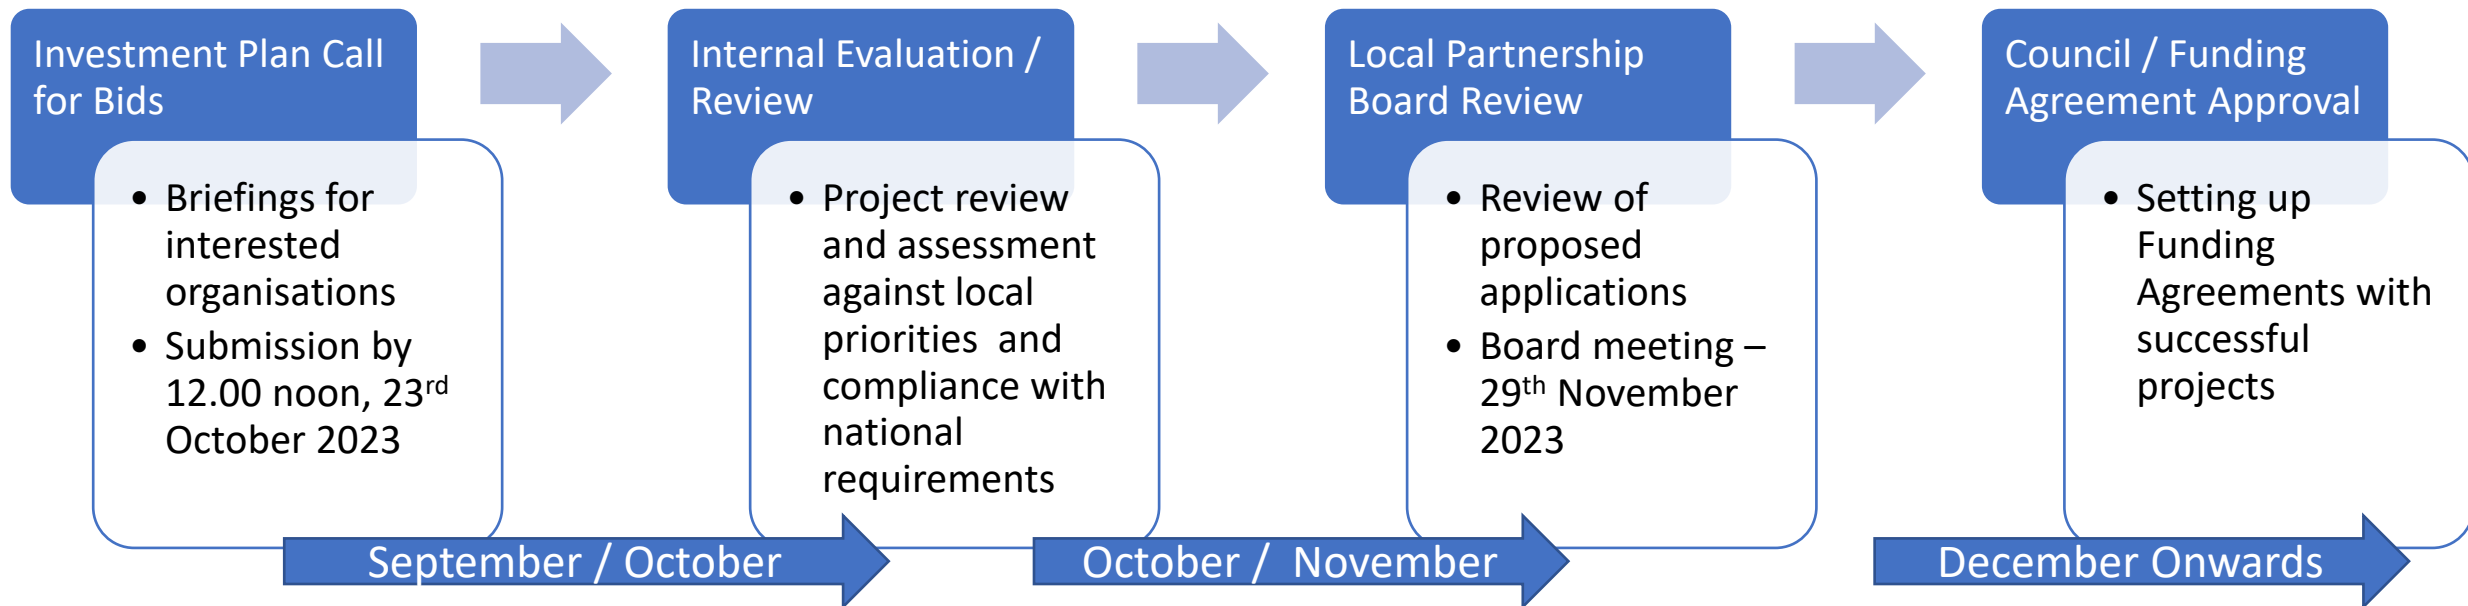 Investment Plan Call
for Bids
• Briefings for
interested
organisations
• Submission by
12.00 noon, 23rd
October 2023
Internal Evaluation /
Review
• Project review
and assessment
against local
priorities  and
compliance with
national
requirements
Local Partnership
Board Review
• Review of
proposed
applications
• Board meeting –
29th November
2023
Council / Funding
Agreement Approval
• Setting up
Funding
Agreements with
successful
projects
September / October
October /  November
December Onwards